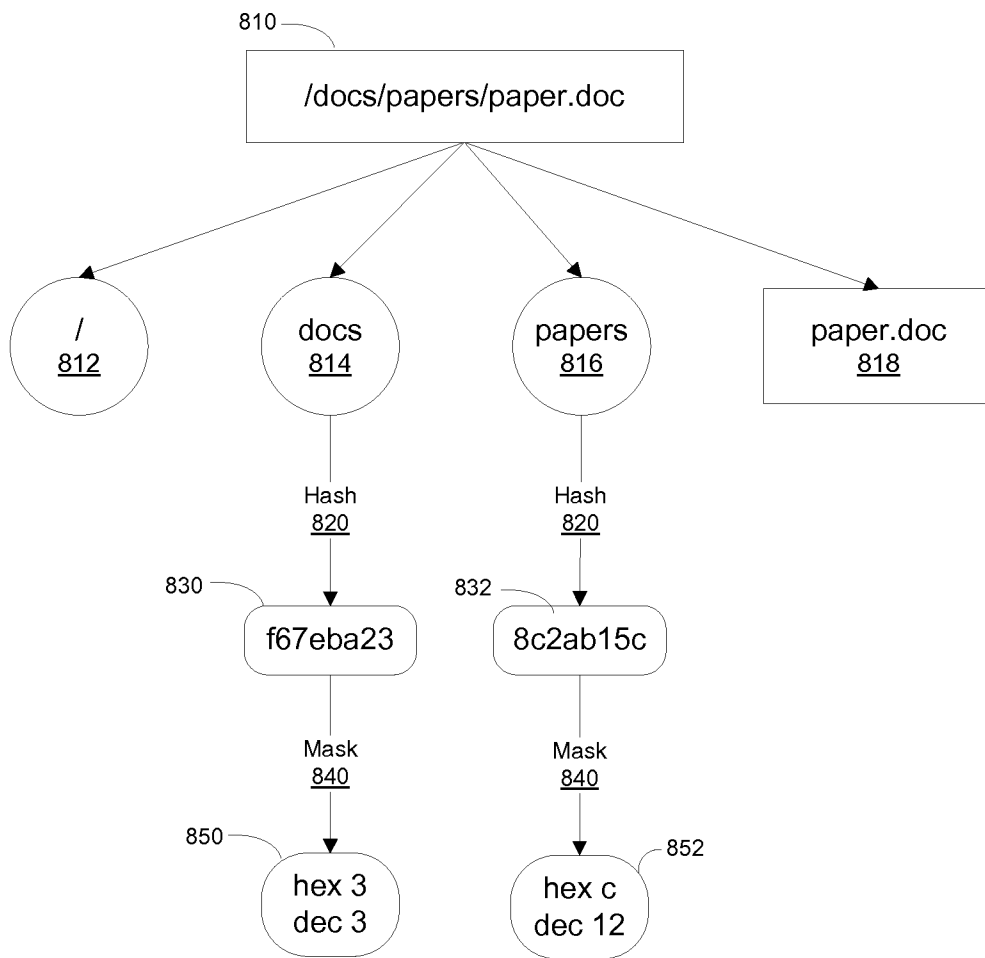 810
/docs/papers/paper.doc
/
812
docs
814
papers
816
paper.doc
818
Hash
820
Hash
820
830
f67eba23
832
8c2ab15c
Mask
840
Mask
840
850
hex 3
dec 3
852
hex c
dec 12